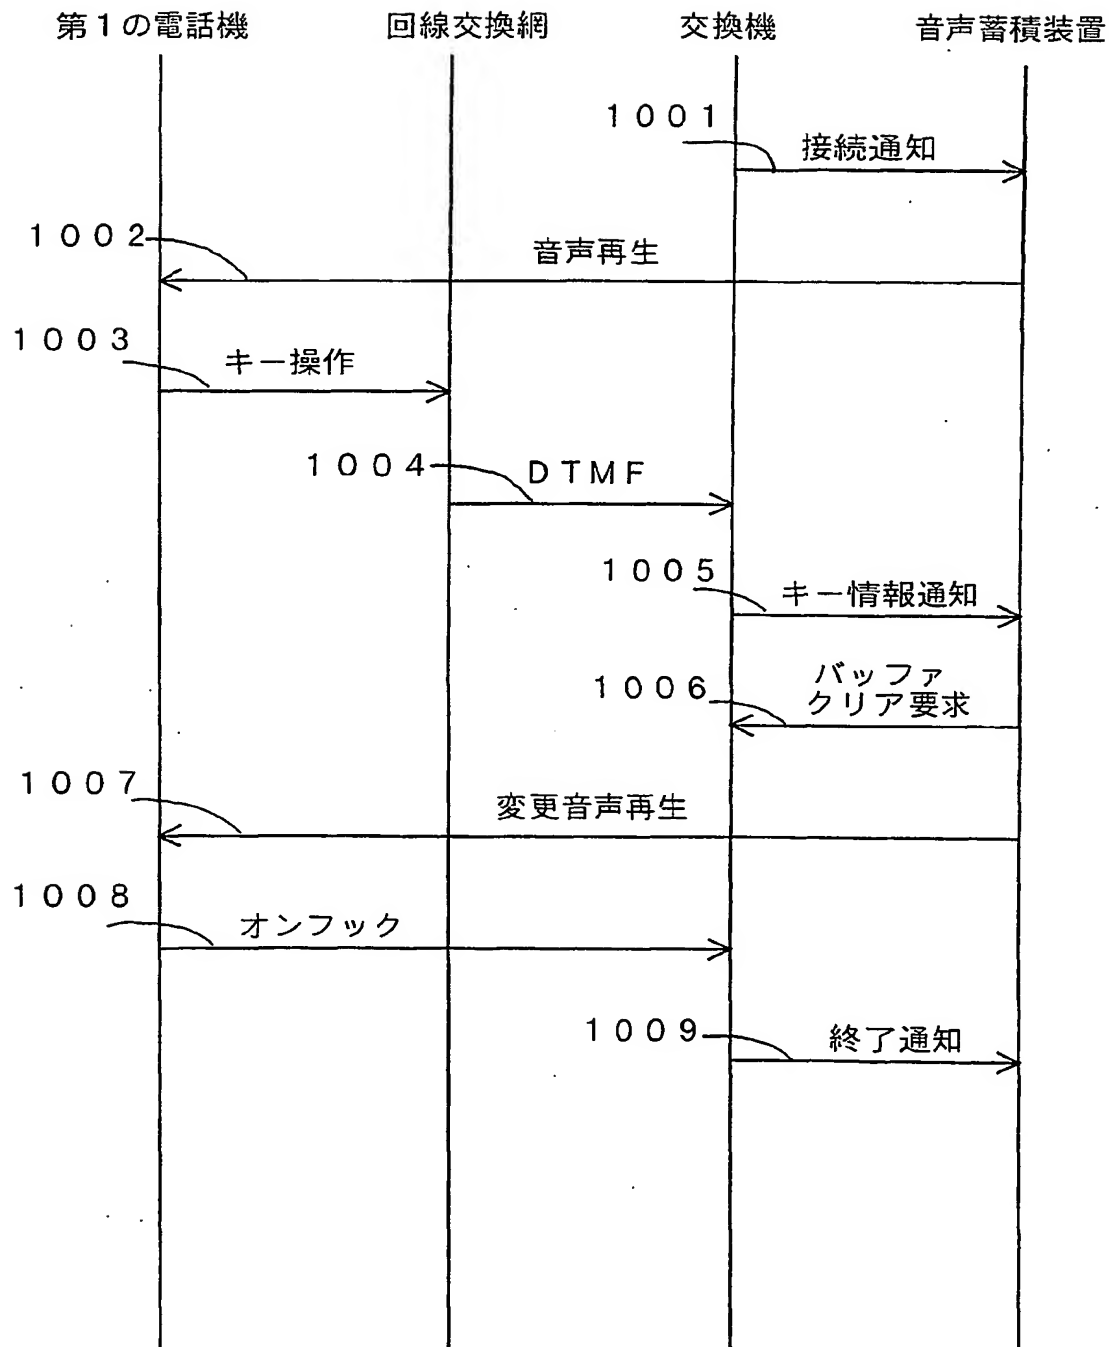 第１の電話機 回線交換網 交換機 音声蓄積装置
１００１
接続通知
１００２
音声再生
１００３
キー操作
１００４
ＤＴＭＦ
１００５
キー情報通知
１００６
バッファ
クリア要求
１００７
変更音声再生
１００８
オンフック
１００９
終了通知